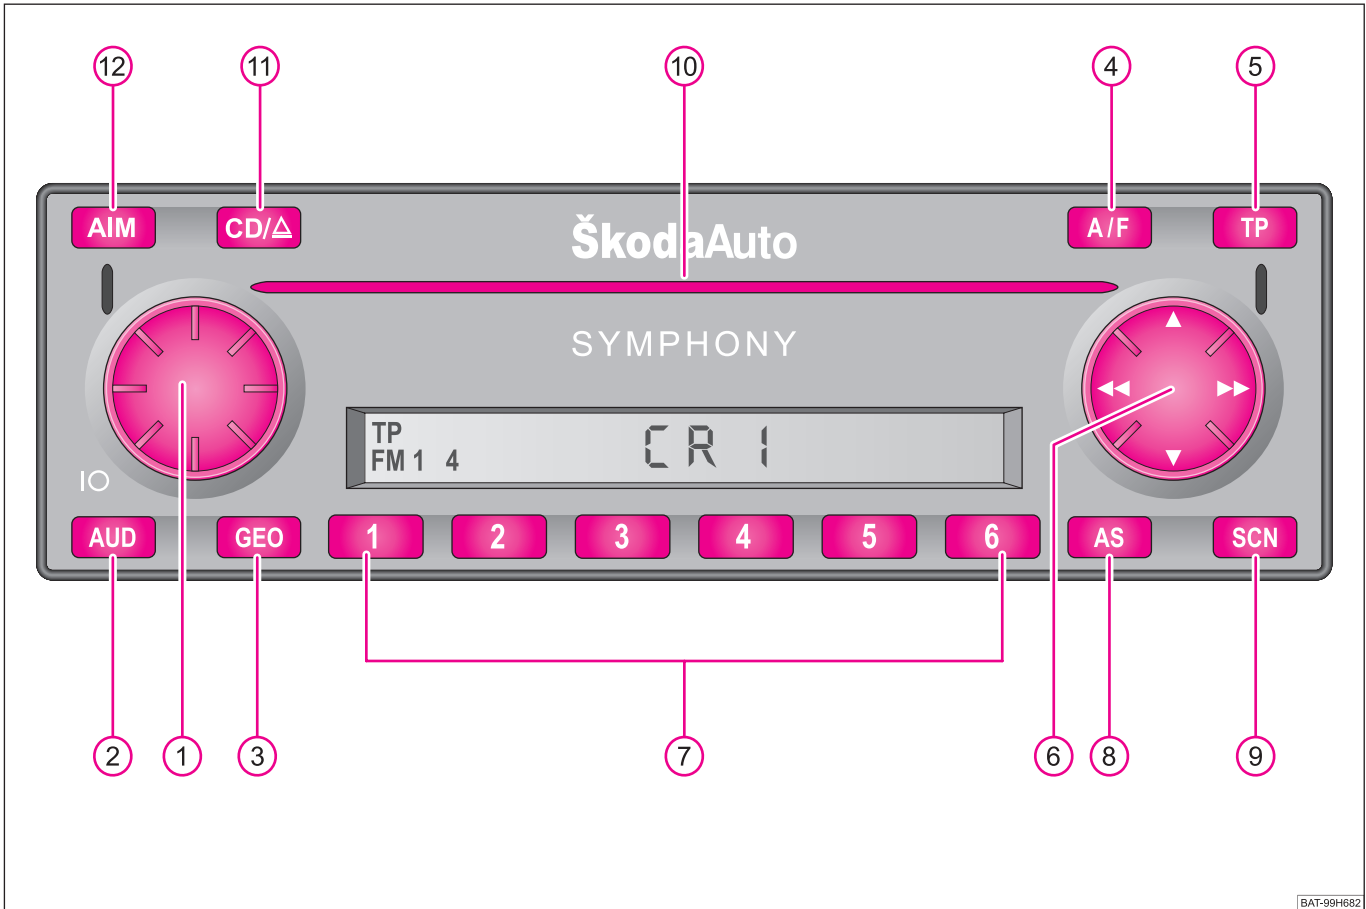 12 11 10 4 5
AIM CD/ A/F TP
ŠkodaAuto
SYMPHONY
TP
FM 1 4
CR 1
IO
AUD GEO 1 2 3 4 5 6 AS SCN
2 1 3 7 6 8 9
BAT-99H682